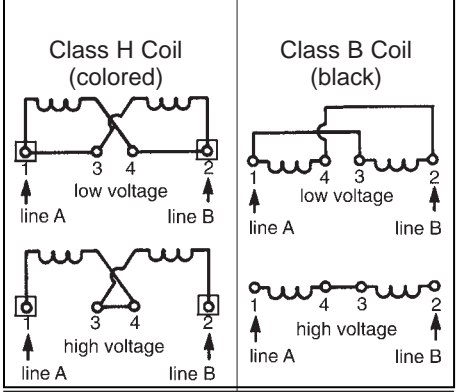 Class H Coil
(colored)
1 3 4 2
low voltage
line A line B
1 3 4 2
high voltage
line A line B
Class B Coil
(black)
1 4 3 2
low voltage
line A line B
1 4 3 2
high voltage
line A line B